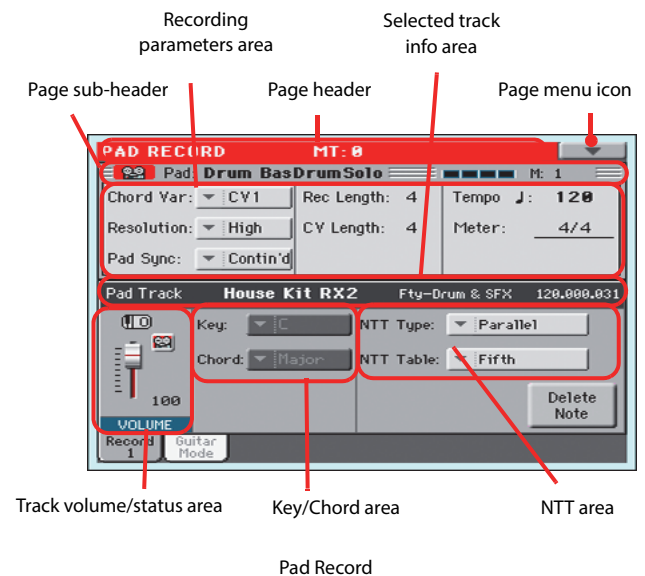 Recording
parameters area
Selected track
info area
Page sub-header
Page header
Page menu icon
PAD RECORD MT:0
Pad: Drum BasDrumSolo M: 1
Chord Var: CV1 Rec Length: 4 Tempo ♩: 120
Resolution: High CV Length: 4 Meter: 4/4
Pad Sync: Contin'd
Pad Track House Kit RX2 Fty-Drum & SFX 120.000.031
Key: C NTT Type: Parallel
Chord: Major NTT Table: Fifth
100
VOLUME
Delete
Note
Record
1
Guitar
Mode
Track volume/status area
Key/Chord area
NTT area
Pad Record